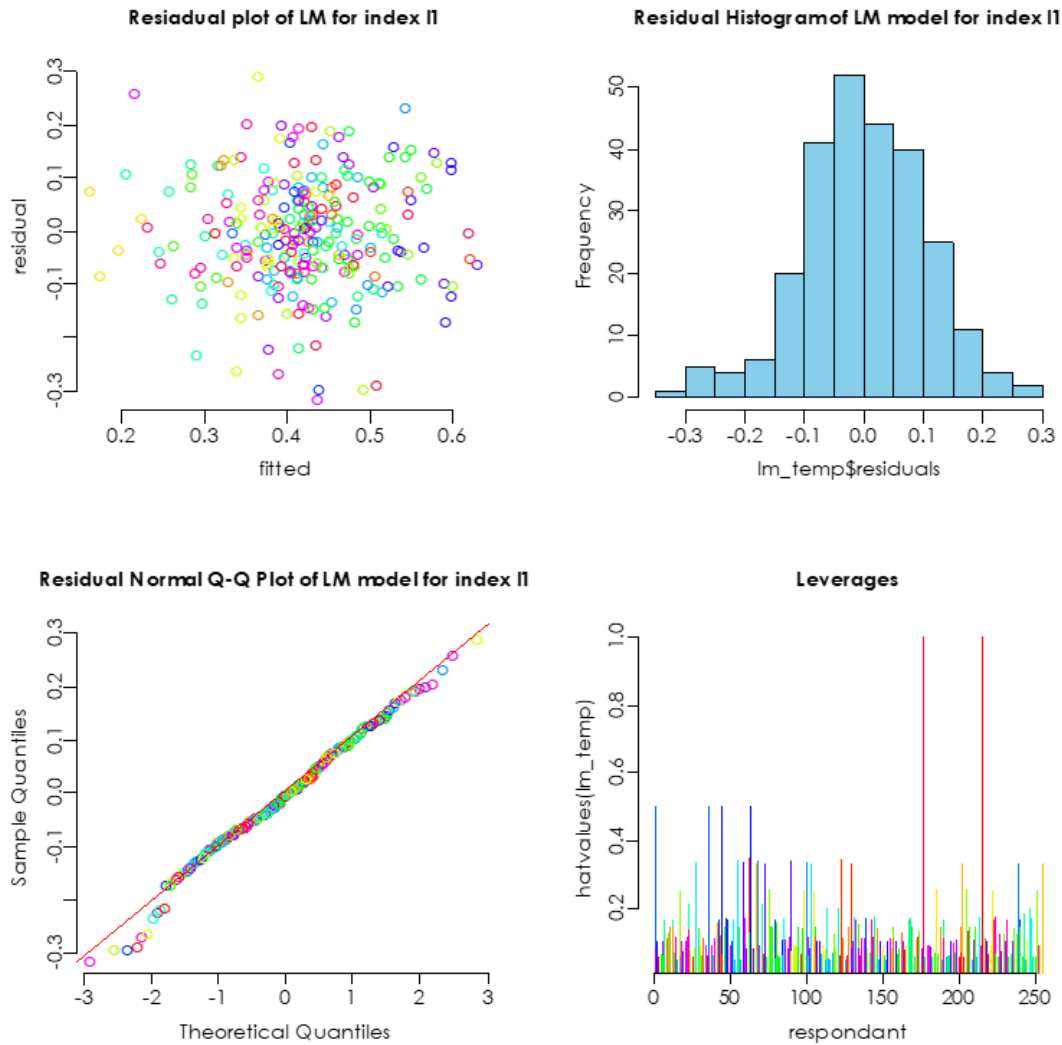 Resiadual plot of LM for index I1
residual
-0.3 -0.1 0.0 0.1 0.2 0.3
0.2 0.3 0.4 0.5 0.6
fitted
Residual Histogram of LM model for index I1
Frequency
0 10 20 30 40 50
-0.3 -0.2 -0.1 0.0 0.1 0.2 0.3
lm_temp$residuals
Residual Normal Q-Q Plot of LM model for index I1
Sample Quantiles
-0.3 -0.1 0.0 0.1 0.2 0.3
-3 -2 -1 0 1 2 3
Theoretical Quantiles
Leverages
hatvalues(lm_temp)
0.2 0.4 0.6 0.8 1.0
0 50 100 150 200 250
respondant